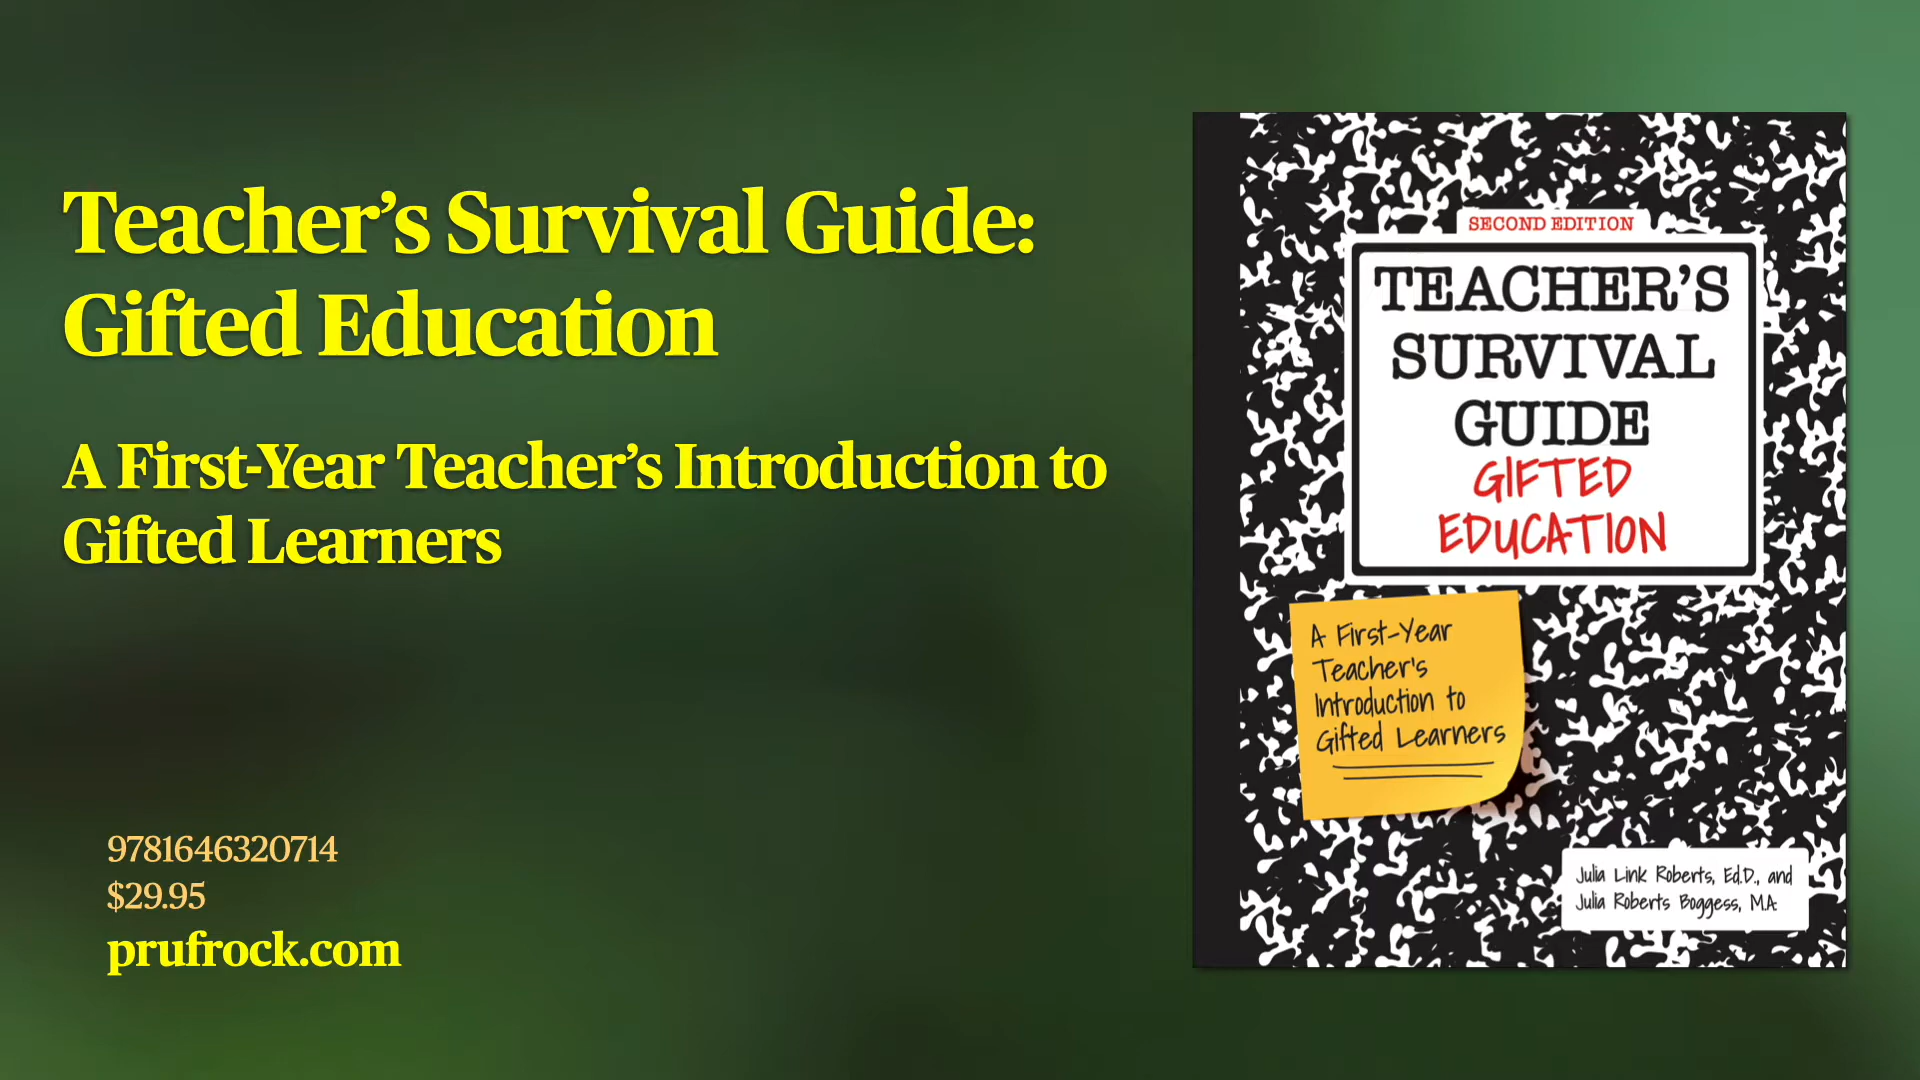 Teacher’s Survival Guide:
Gifted Education
A First-Year Teacher’s Introduction to
Gifted Learners
9781646320714
$29.95
prufrock.com
SECOND EDITION
TEACHER’S
SURVIVAL
GUIDE
GIFTED
EDUCATION
A First-Year
Teacher's
Introduction to
Gifted Learners
Julia Link Roberts, Ed.D., and
Julia Roberts Boggess, M.A.